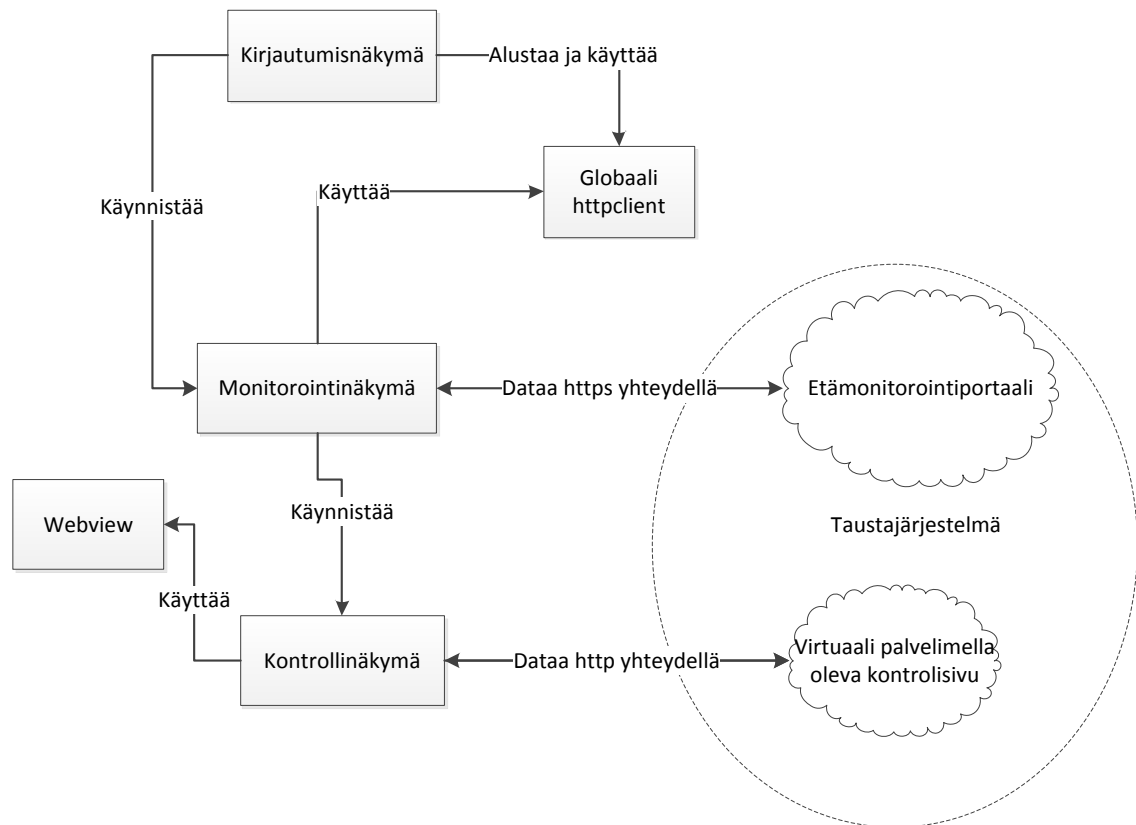 Kirjautumisnäkymä
Alustaa ja käyttää
Globaali
httpclient
Käyttää
Käynnistää
Monitorointinäkymä
Dataa https yhteydellä
Etämonitorointiportaali
Webview
Käynnistää
Taustajärjestelmä
Käyttää
Kontrollinäkymä
Dataa http yhteydellä
Virtuaali palvelimella
oleva kontrolisivu